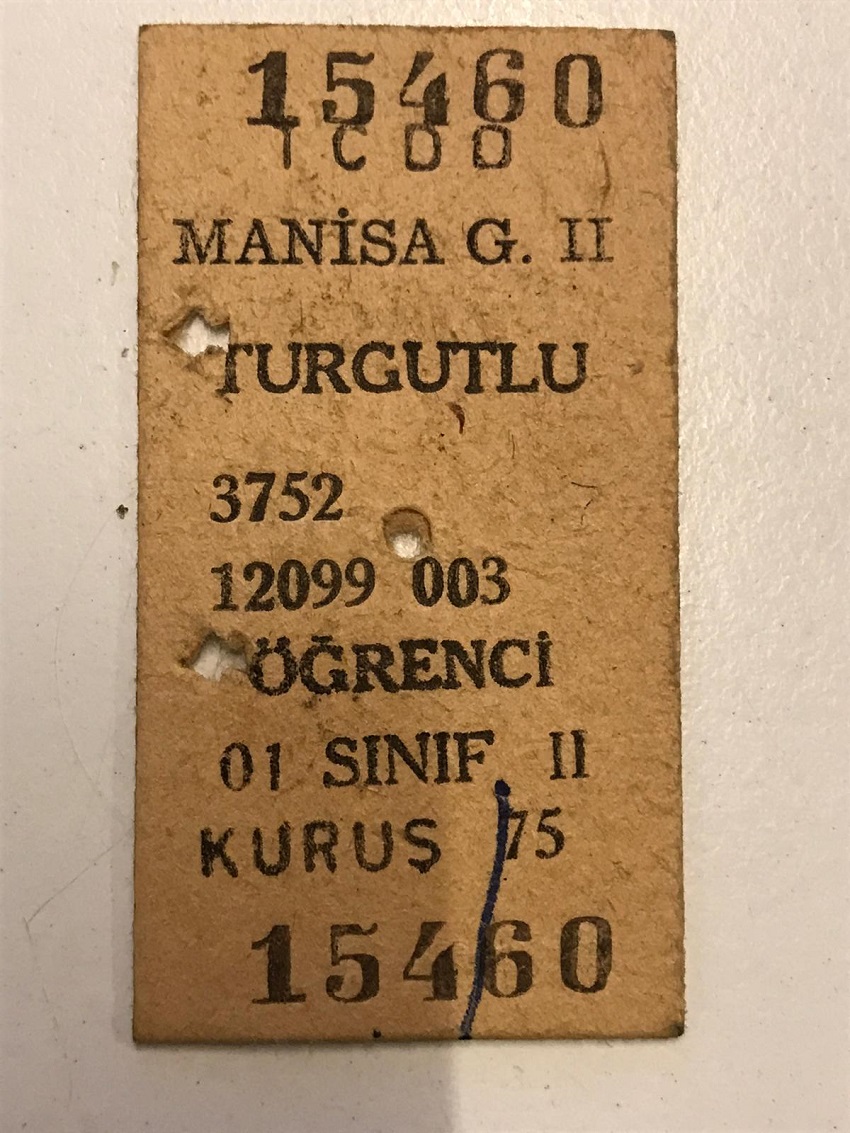 15460
TCDD
MANİSA G. II
TURGUTLU
3752
12099 003
ÖĞRENCİ
01 SINIF II
KURUŞ 75
15460